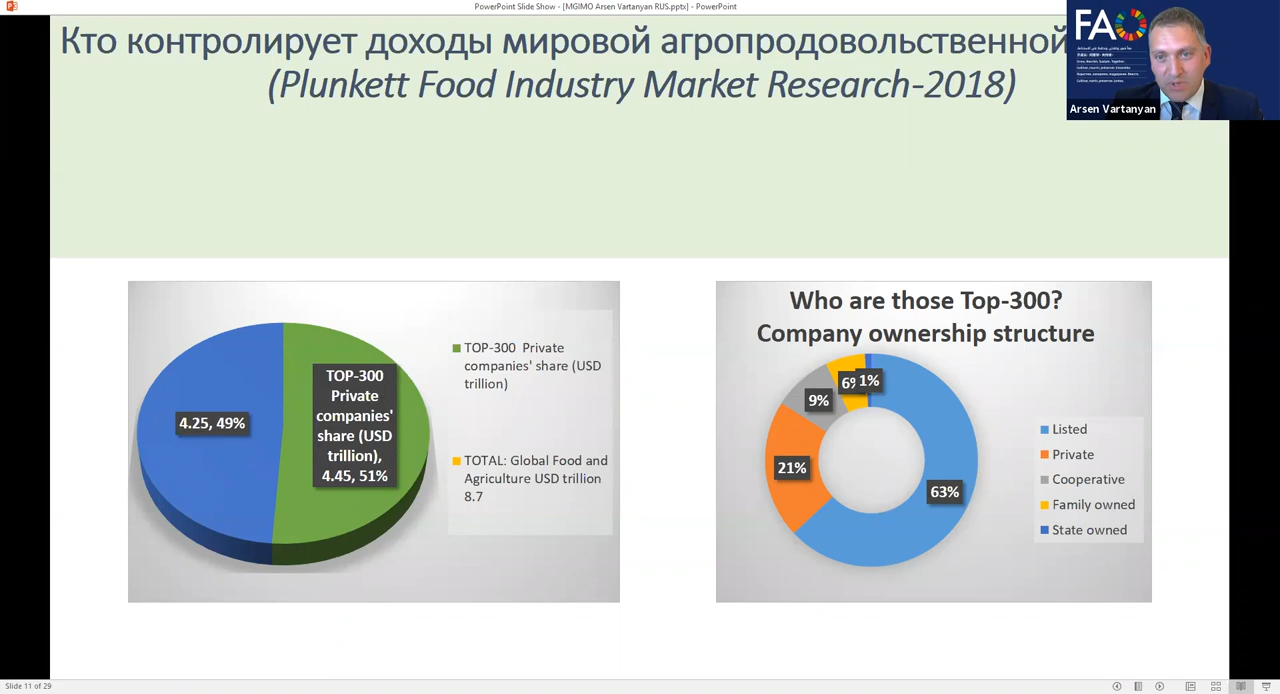 PowerPoint Slide Show - [MGIMO Arsen Vartanyan RUS.pptx] - PowerPoint
Кто контролирует доходы мировой агропродовольственной
(Plunkett Food Industry Market Research-2018)
FAO
Arsen Vartanyan
TOP-300 Private
companies'
share (USD
trillion),
4.45, 51%
4.25, 49%
TOP-300 Private
companies' share (USD
trillion)
TOTAL: Global Food and
Agriculture USD trillion
8.7
Who are those Top-300?
Company ownership structure
6%
1%
9%
21%
63%
Listed
Private
Cooperative
Family owned
State owned
Slide 11 of 29